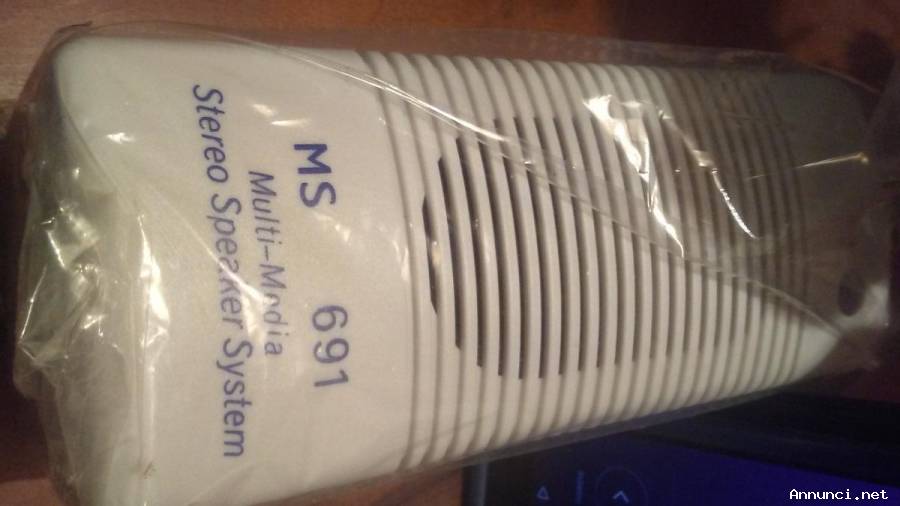 MS 691
Multi-Media
Stereo Speaker System
Annunci.net